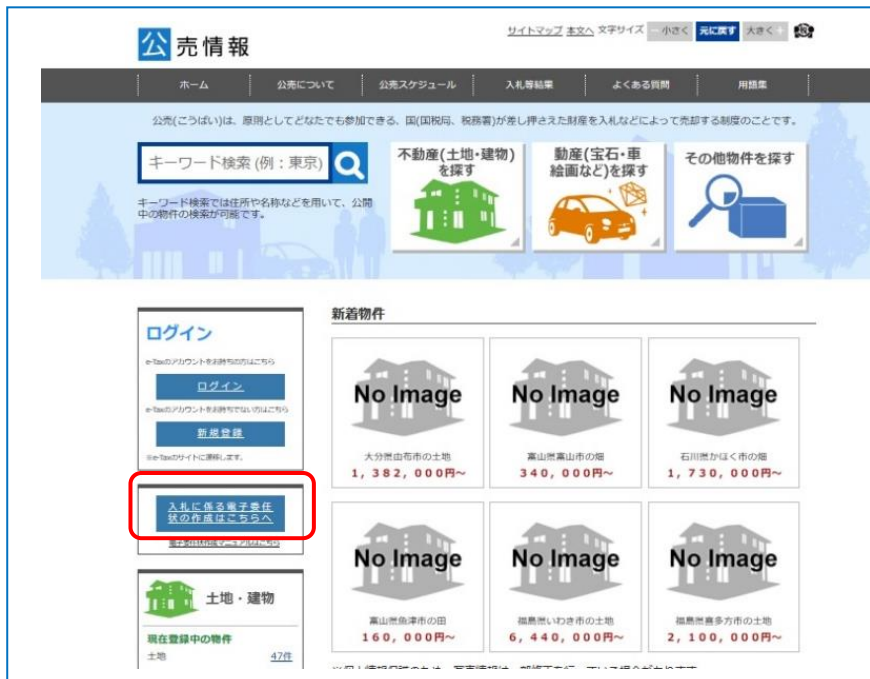 公売情報
サイトマップ 本文へ 文字サイズ － 小さく 元に戻す 大きく ＋
ホーム 公売について 公売スケジュール 入札等結果 よくある質問 用語集
公売(こうばい)は、原則としてどなたでも参加できる、国(国税局、税務署)が差し押さえた財産を入札などによって売却する制度のことです。
キーワード検索 (例：東京)
キーワード検索では住所や名称などを用いて、公開
中の物件の検索が可能です。
不動産(土地・建物)
を探す
動産(宝石・車
絵画など)を探す
その他物件を探す
ログイン
e-Taxのアカウントをお持ちの方はこちら
ログイン
e-Taxのアカウントをお持ちでない方はこちら
新規登録
※e-Taxのサイトに遷移します。
入札に係る電子委任
状の作成はこちらへ
土地・建物
現在登録中の物件
土地 47件
新着物件
No Image
大分県由布市の土地
1,382,000円～
No Image
富山県富山市の畑
340,000円～
No Image
石川県かほく市の畑
1,730,000円～
No Image
富山県魚津市の田
160,000円～
No Image
福島県いわき市の土地
6,440,000円～
No Image
福島県喜多方市の土地
2,100,000円～